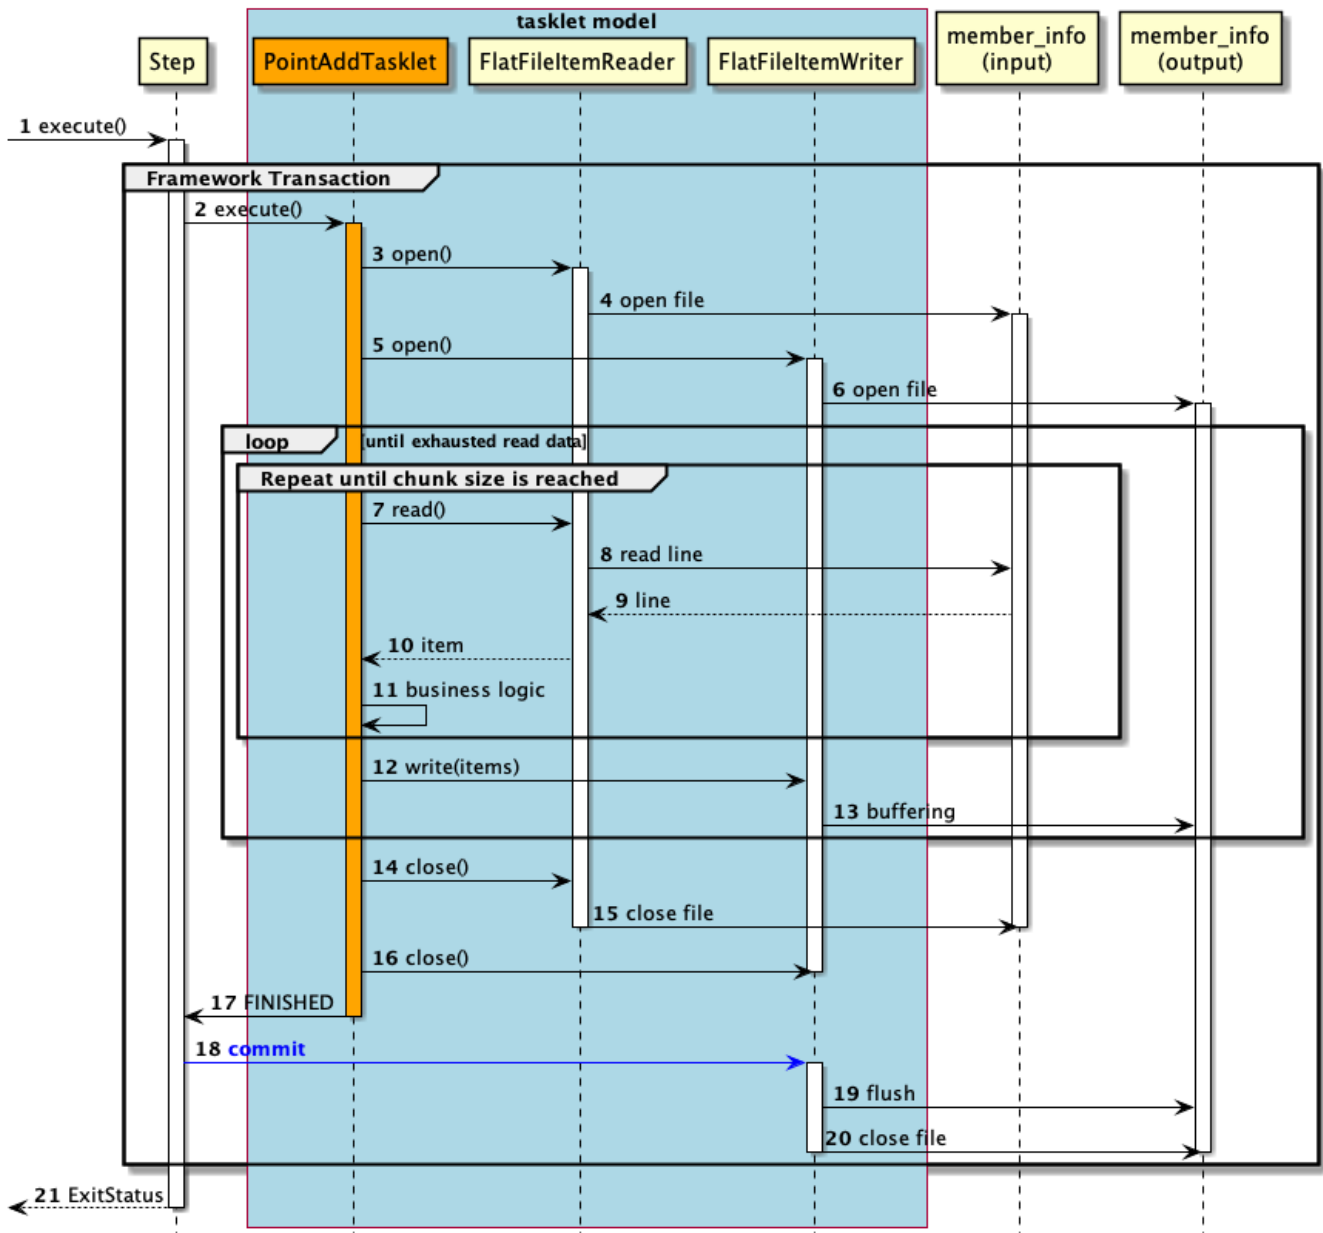 tasklet model
Step
PointAddTasklet
FlatFileItemReader
FlatFileItemWriter
member_info
(input)
member_info
(output)
1 execute()
Framework Transaction
2 execute()
3 open()
4 open file
5 open()
6 open file
loop
[until exhausted read data]
Repeat until chunk size is reached
7 read()
8 read line
9 line
10 item
11 business logic
12 write(items)
13 buffering
14 close()
15 close file
16 close()
17 FINISHED
18 commit
19 flush
20 close file
21 ExitStatus